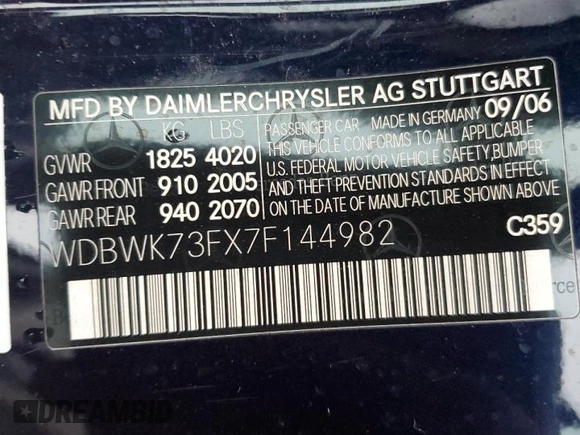 MFD BY DAIMLERCHRYSLER AG STUTTGART
KG LBS
GVWR 1825 4020
GAWR FRONT 910 2005
GAWR REAR 940 2070
PASSENGER CAR MADE IN GERMANY 09/06
THIS VEHICLE CONFORMS TO ALL APPLICABLE
U.S. FEDERAL MOTOR VEHICLE SAFETY, BUMPER
AND THEFT PREVENTION STANDARDS IN EFFECT
ON THE DATE OF MANUFACTURE SHOWN ABOVE.
WDBWK73FX7F144982
C359
DREAMBID